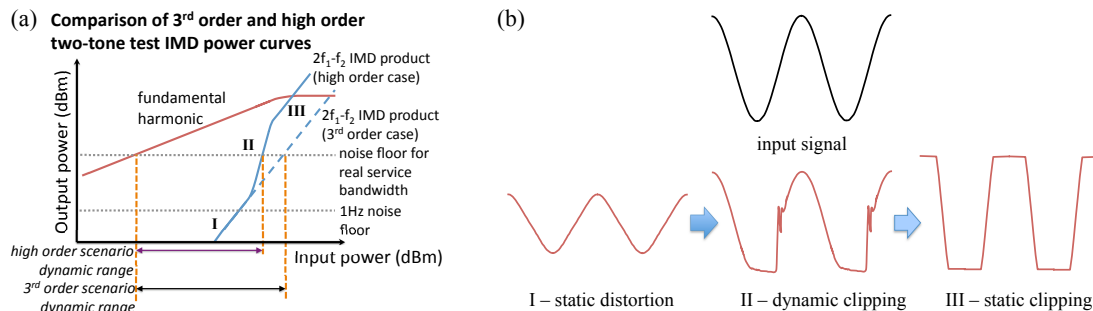 (a)
Comparison of 3rd order and high order
two-tone test IMD power curves
Output power (dBm)
fundamental
harmonic
I
II
III
2f1-f2 IMD product
(high order case)
2f1-f2 IMD product
(3rd order case)
noise floor for
real service
bandwidth
1Hz noise
floor
Input power (dBm)
high order scenario
dynamic range
3rd order scenario
dynamic range
(b)
input signal
I – static distortion
II – dynamic clipping
III – static clipping